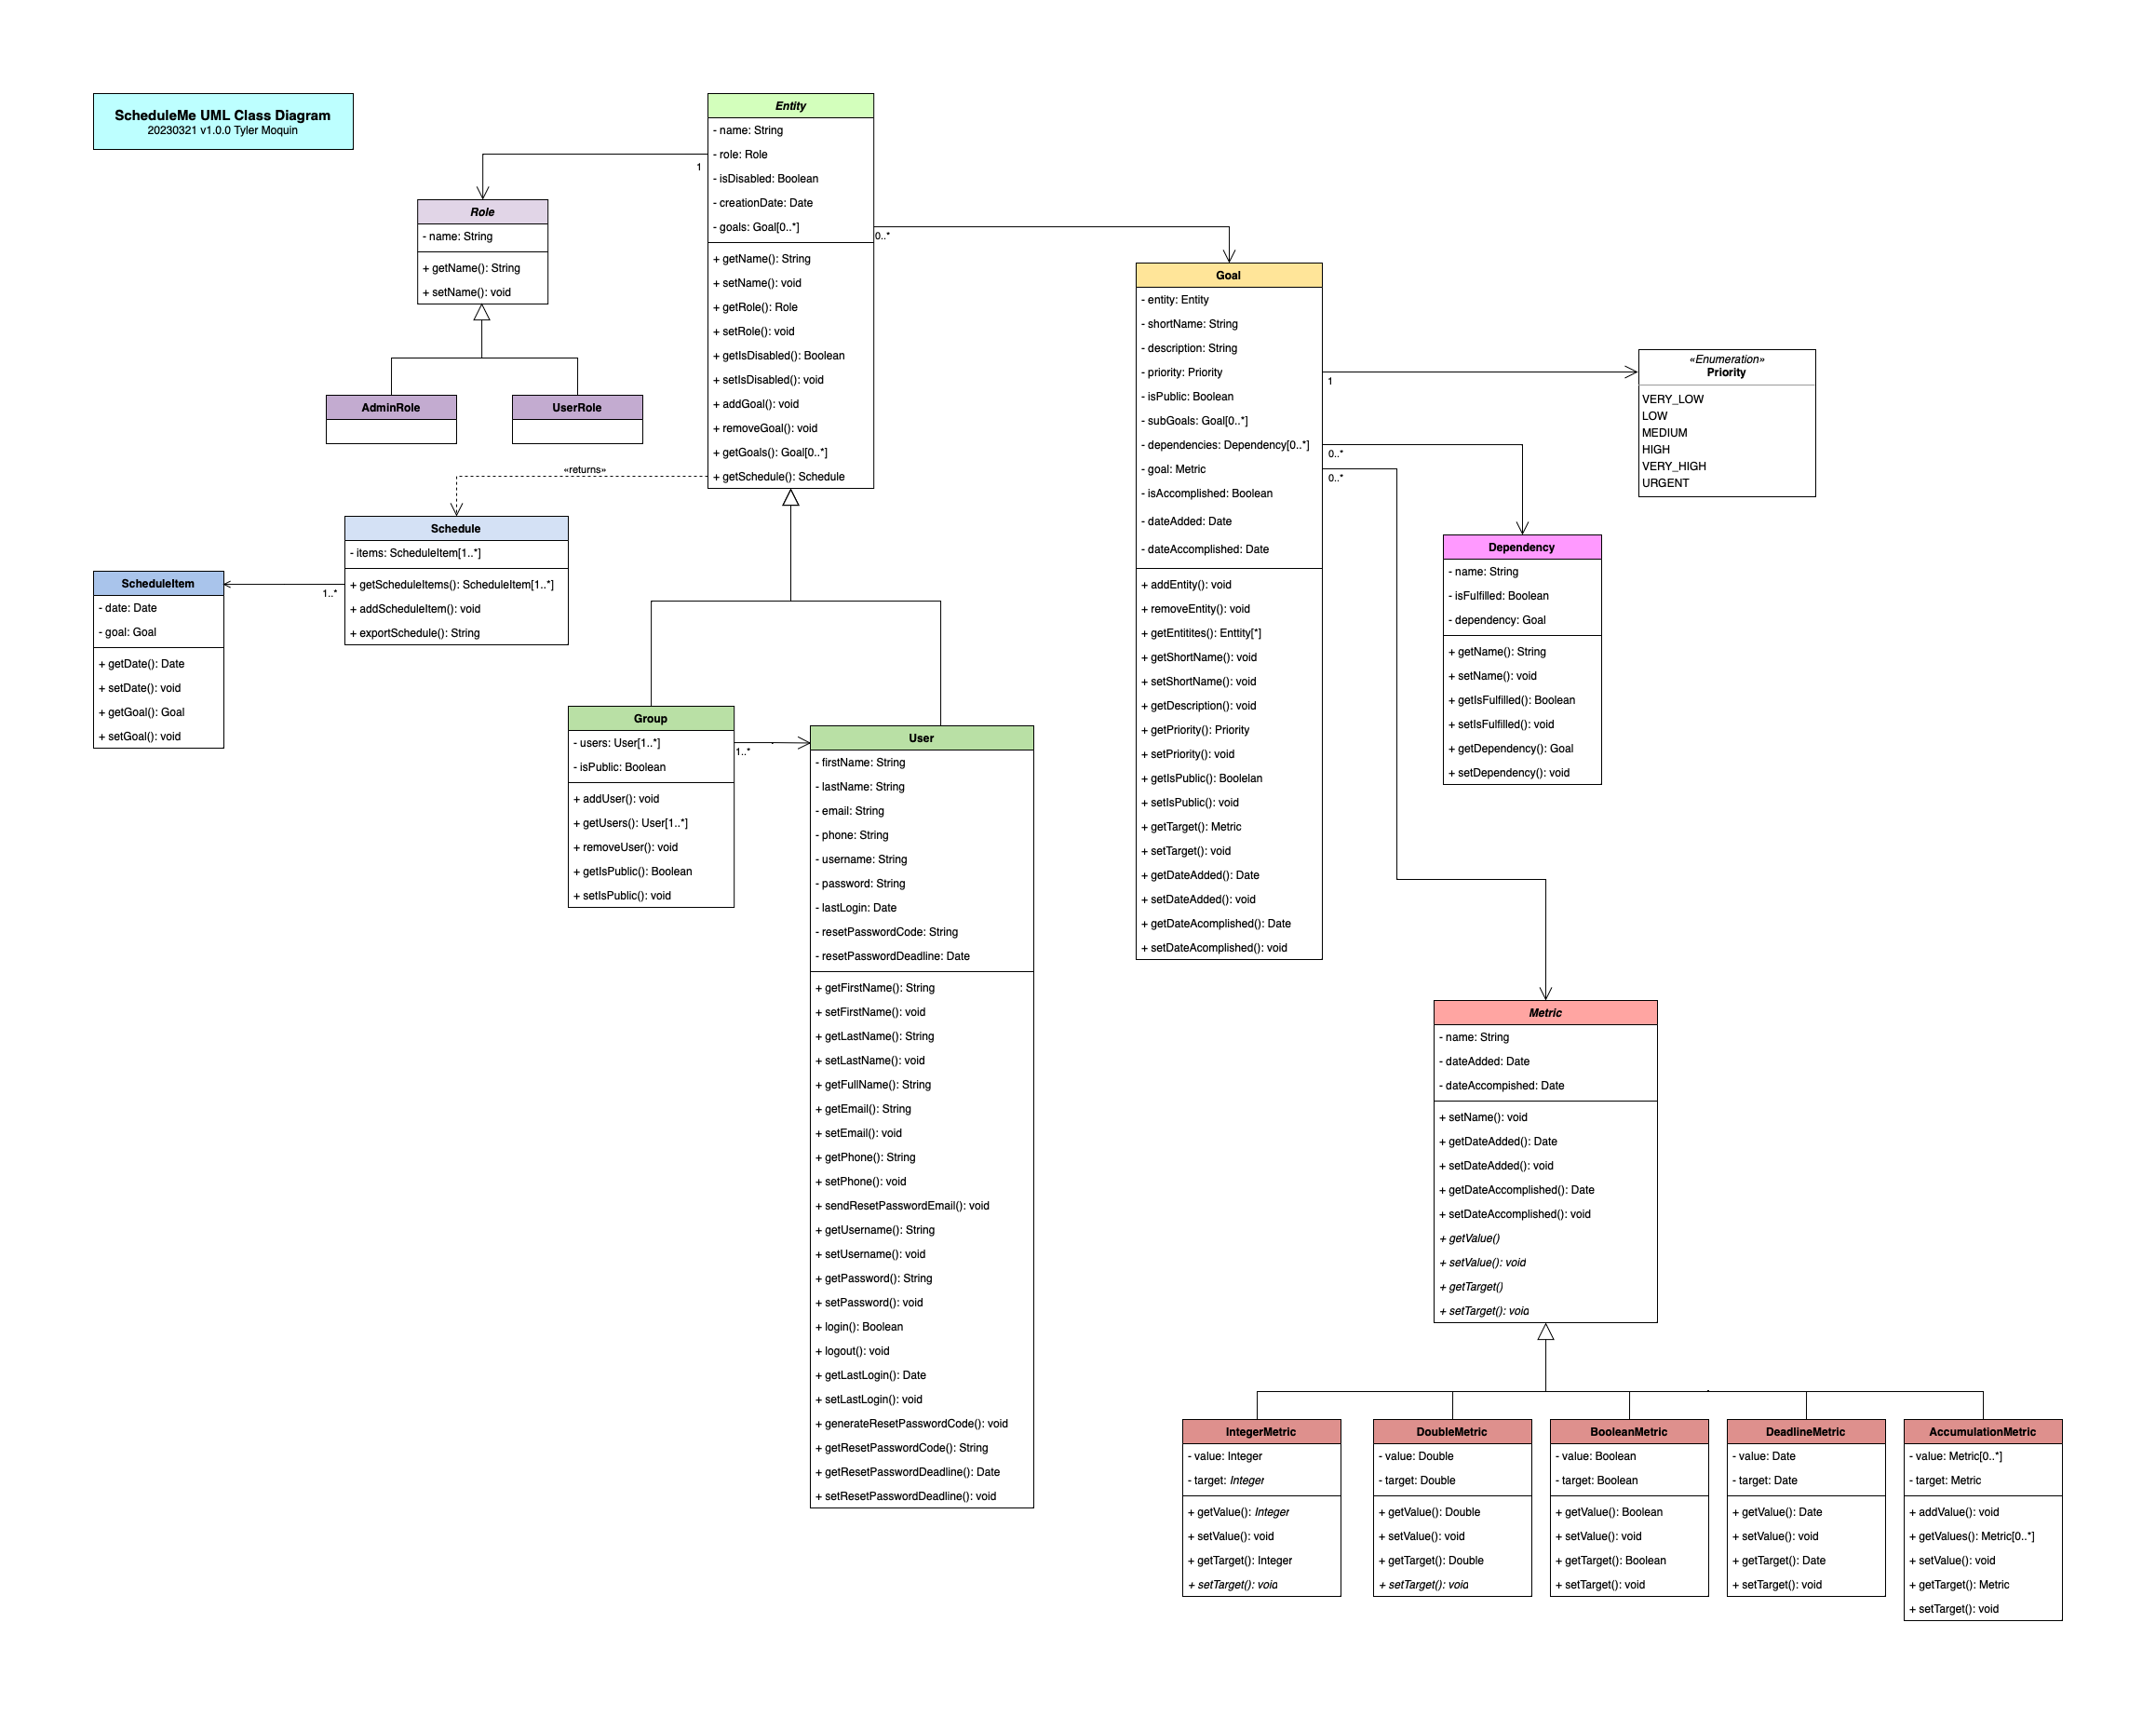 ScheduleMe UML Class Diagram
20230321 v1.0.0 Tyler Moquin
Entity
- name: String
- role: Role
- isDisabled: Boolean
- creationDate: Date
- goals: Goal[0..*]
+ getName(): String
+ setName(): void
+ getRole(): Role
+ setRole(): void
+ getIsDisabled(): Boolean
+ setIsDisabled(): void
+ addGoal(): void
+ removeGoal(): void
+ getGoals(): Goal[0..*]
+ getSchedule(): Schedule
1
0..*
Role
- name: String
+ getName(): String
+ setName(): void
AdminRole
UserRole
«returns»
Schedule
- items: ScheduleItem[1..*]
+ getScheduleItems(): ScheduleItem[1..*]
+ addScheduleItem(): void
+ exportSchedule(): String
1..*
ScheduleItem
- date: Date
- goal: Goal
+ getDate(): Date
+ setDate(): void
+ getGoal(): Goal
+ setGoal(): void
Group
- users: User[1..*]
- isPublic: Boolean
+ addUser(): void
+ getUsers(): User[1..*]
+ removeUser(): void
+ getIsPublic(): Boolean
+ setIsPublic(): void
1..*
User
- firstName: String
- lastName: String
- email: String
- phone: String
- username: String
- password: String
- lastLogin: Date
- resetPasswordCode: String
- resetPasswordDeadline: Date
+ getFirstName(): String
+ setFirstName(): void
+ getLastName(): String
+ setLastName(): void
+ getFullName(): String
+ getEmail(): String
+ setEmail(): void
+ getPhone(): String
+ setPhone(): void
+ sendResetPasswordEmail(): void
+ getUsername(): String
+ setUsername(): void
+ getPassword(): String
+ setPassword(): void
+ login(): Boolean
+ logout(): void
+ getLastLogin(): Date
+ setLastLogin(): void
+ generateResetPasswordCode(): void
+ getResetPasswordCode(): String
+ getResetPasswordDeadline(): Date
+ setResetPasswordDeadline(): void
Goal
- entity: Entity
- shortName: String
- description: String
- priority: Priority
- isPublic: Boolean
- subGoals: Goal[0..*]
- dependencies: Dependency[0..*]
- goal: Metric
- isAccomplished: Boolean
- dateAdded: Date
- dateAccomplished: Date
+ addEntity(): void
+ removeEntity(): void
+ getEntitites(): Enttity[*]
+ getShortName(): void
+ setShortName(): void
+ getDescription(): void
+ getPriority(): Priority
+ setPriority(): void
+ getIsPublic(): Boolelan
+ setIsPublic(): void
+ getTarget(): Metric
+ setTarget(): void
+ getDateAdded(): Date
+ setDateAdded(): void
+ getDateAcomplished(): Date
+ setDateAcomplished(): void
1
0..*
0..*
«Enumeration»
Priority
VERY_LOW
LOW
MEDIUM
HIGH
VERY_HIGH
URGENT
Dependency
- name: String
- isFulfilled: Boolean
- dependency: Goal
+ getName(): String
+ setName(): void
+ getIsFulfilled(): Boolean
+ setIsFulfilled(): void
+ getDependency(): Goal
+ setDependency(): void
Metric
- name: String
- dateAdded: Date
- dateAccompished: Date
+ setName(): void
+ getDateAdded(): Date
+ setDateAdded(): void
+ getDateAccomplished(): Date
+ setDateAccomplished(): void
+ getValue()
+ setValue(): void
+ getTarget()
+ setTarget(): void
IntegerMetric
- value: Integer
- target: Integer
+ getValue(): Integer
+ setValue(): void
+ getTarget(): Integer
+ setTarget(): void
DoubleMetric
- value: Double
- target: Double
+ getValue(): Double
+ setValue(): void
+ getTarget(): Double
+ setTarget(): void
BooleanMetric
- value: Boolean
- target: Boolean
+ getValue(): Boolean
+ setValue(): void
+ getTarget(): Boolean
+ setTarget(): void
DeadlineMetric
- value: Date
- target: Date
+ getValue(): Date
+ setValue(): void
+ getTarget(): Date
+ setTarget(): void
AccumulationMetric
- value: Metric[0..*]
- target: Metric
+ addValue(): void
+ getValues(): Metric[0..*]
+ setValue(): void
+ getTarget(): Metric
+ setTarget(): void